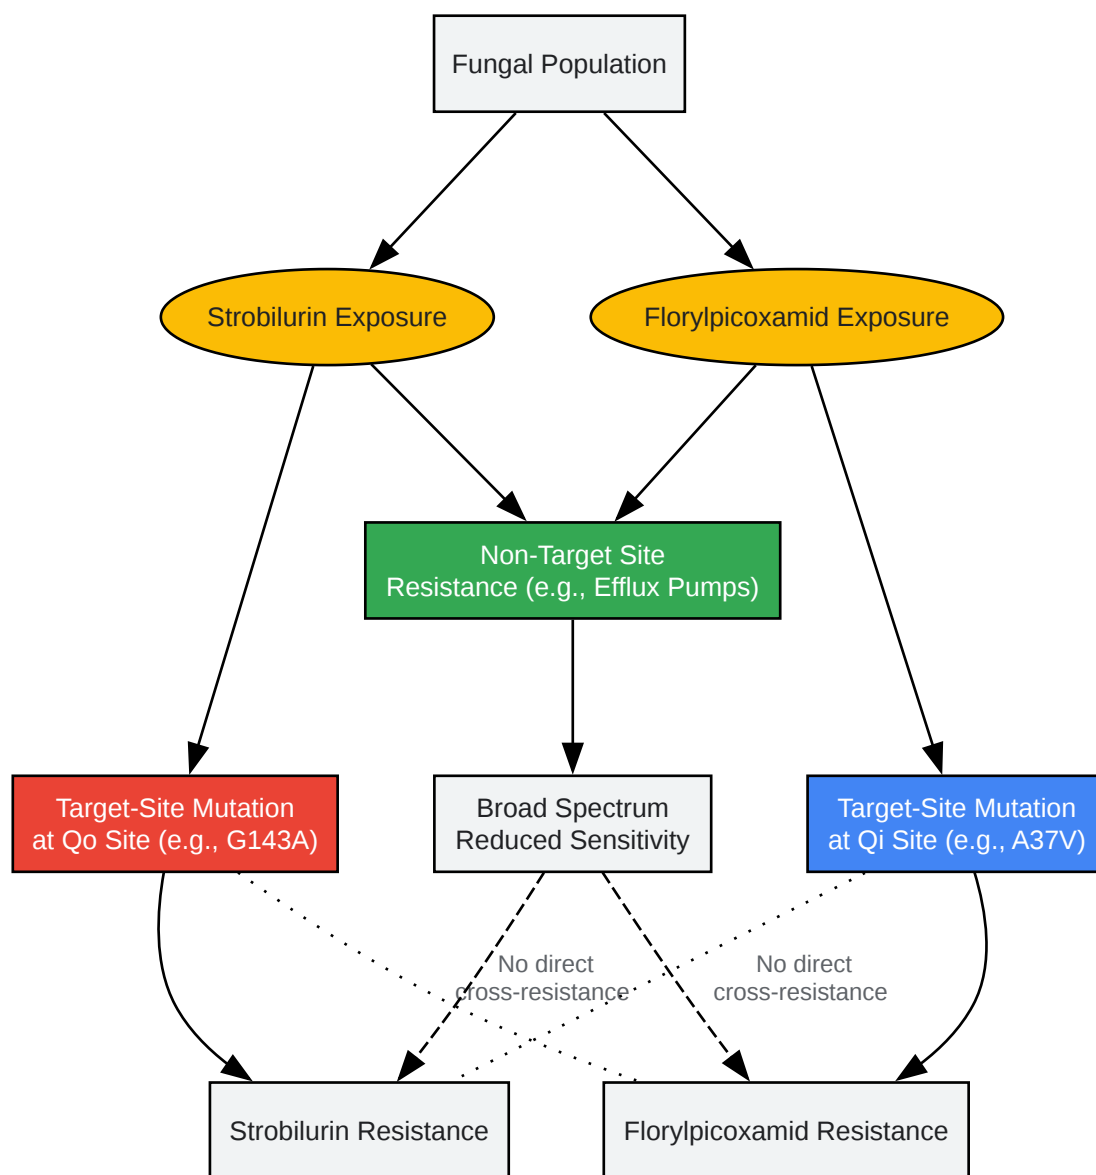 Fungal Population
Strobilurin Exposure
Florylpicoxamid Exposure
Non-Target Site
Resistance (e.g., Efflux Pumps)
Target-Site Mutation
at Qo Site (e.g., G143A)
Broad Spectrum
Reduced Sensitivity
Target-Site Mutation
at Qi Site (e.g., A37V)
No direct
cross-resistance
No direct
cross-resistance
Strobilurin Resistance
Florylpicoxamid Resistance